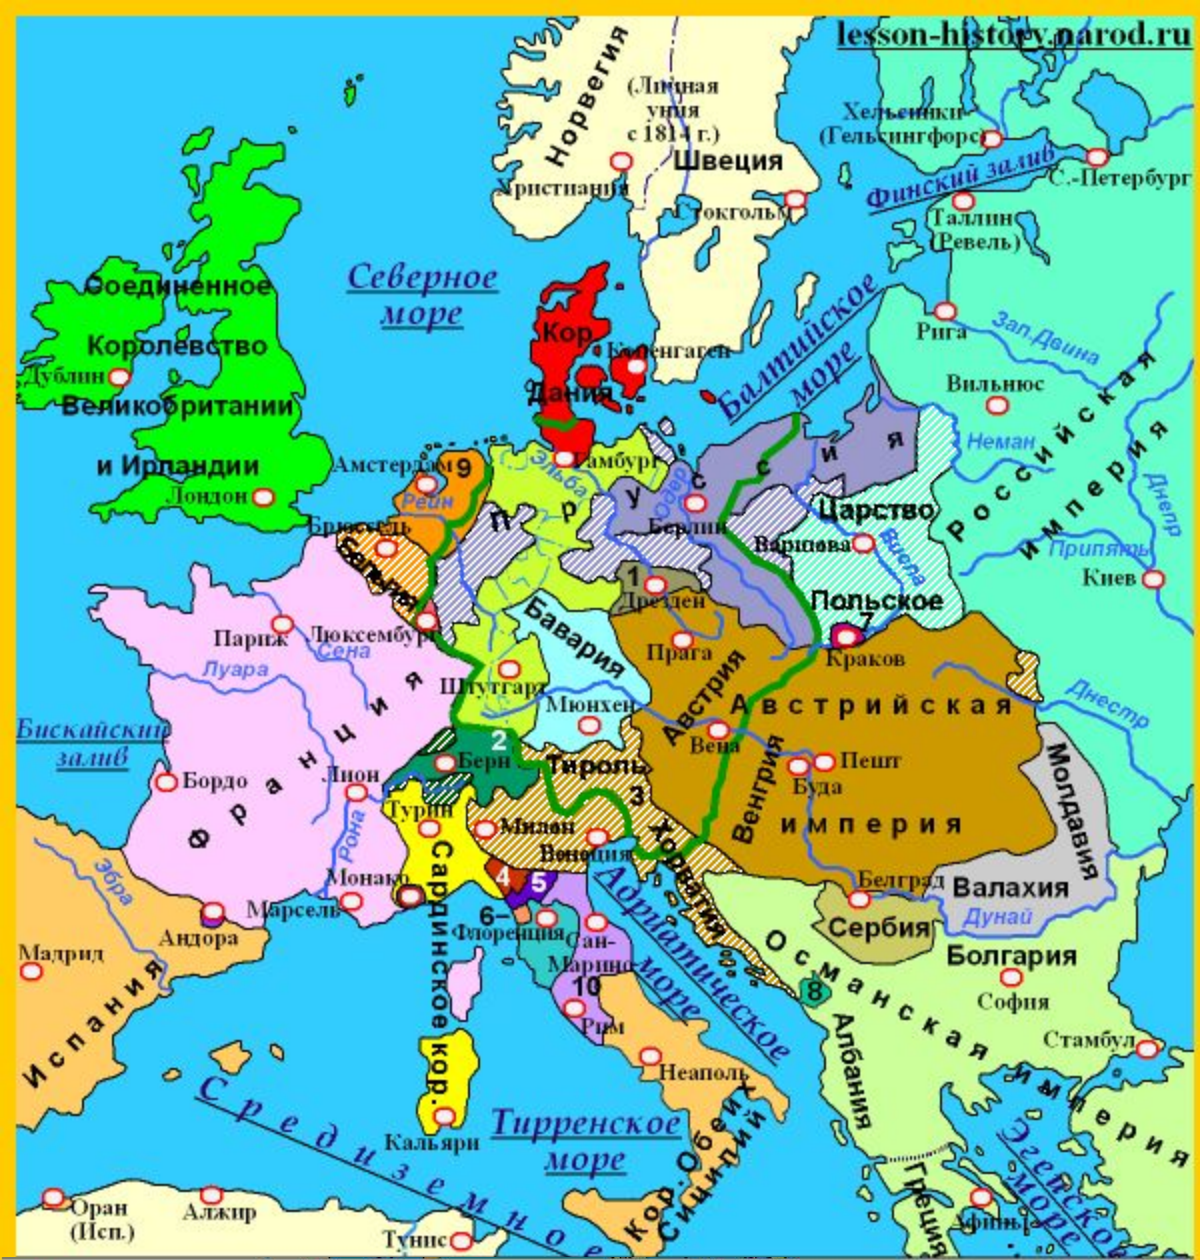 lesson-history.narod.ru
Норвегия
(Личная
уния
с 1814 г.)
Швеция
Христиания
Стокгольм
Хельсинки-
(Гельсингфорс)
Финский залив
С.-Петербург
Таллин
(Ревель)
Соединенное
Королевство
Великобритании
и Ирландии
Дублин
Лондон
Северное
море
Кор.
Дания
Копенгаген
Балтийское
море
Рига
Зап.Двина
Вильнюс
Неман
Российская
империя
Днепр
Припять
Киев
Амстердам
9
Рейн
Брюссель
Бельгия
Люксембург
Гамбург
Эльба
Одер
Пруссия
Берлин
Царство
Варшава
Висла
Польское
7
Краков
1
Дрезден
Прага
Бавария
Штутгарт
Мюнхен
Париж
Сена
Луара
Франция
Бискайский
залив
Бордо
Лион
Рона
2
Берн
Тироль
3
Австрия
Австрийская
империя
Вена
Венгрия
Пешт
Буда
Днестр
Молдавия
Валахия
Дунай
Белград
Сербия
Болгария
София
Стамбул
Османская империя
Турин
Милан
Венеция
Хорватия
Сардинское кор.
Монако
Марсель
4
5
6–
Флоренция
Сан-
Марино
10
Рим
Адриатическое
море
8
Албания
Неаполь
Эбра
Андора
Мадрид
Испания
Кальяри
Тирренское
море
Кор. Обеих
Сицилий
Средиземное
Греция
Афины
Эгейско
море
Оран
(Исп.)
Алжир
Тунис